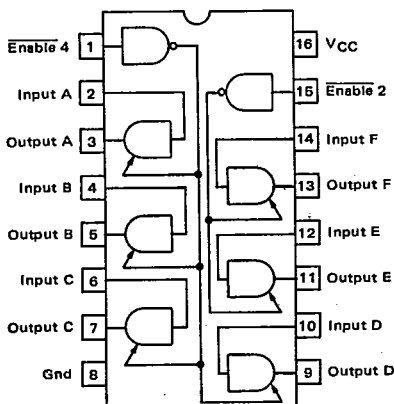 Enable 4 1
Input A 2
Output A 3
Input B 4
Output B 5
Input C 6
Output C 7
Gnd 8
16 VCC
15 Enable 2
14 Input F
13 Output F
12 Input E
11 Output E
10 Input D
9 Output D